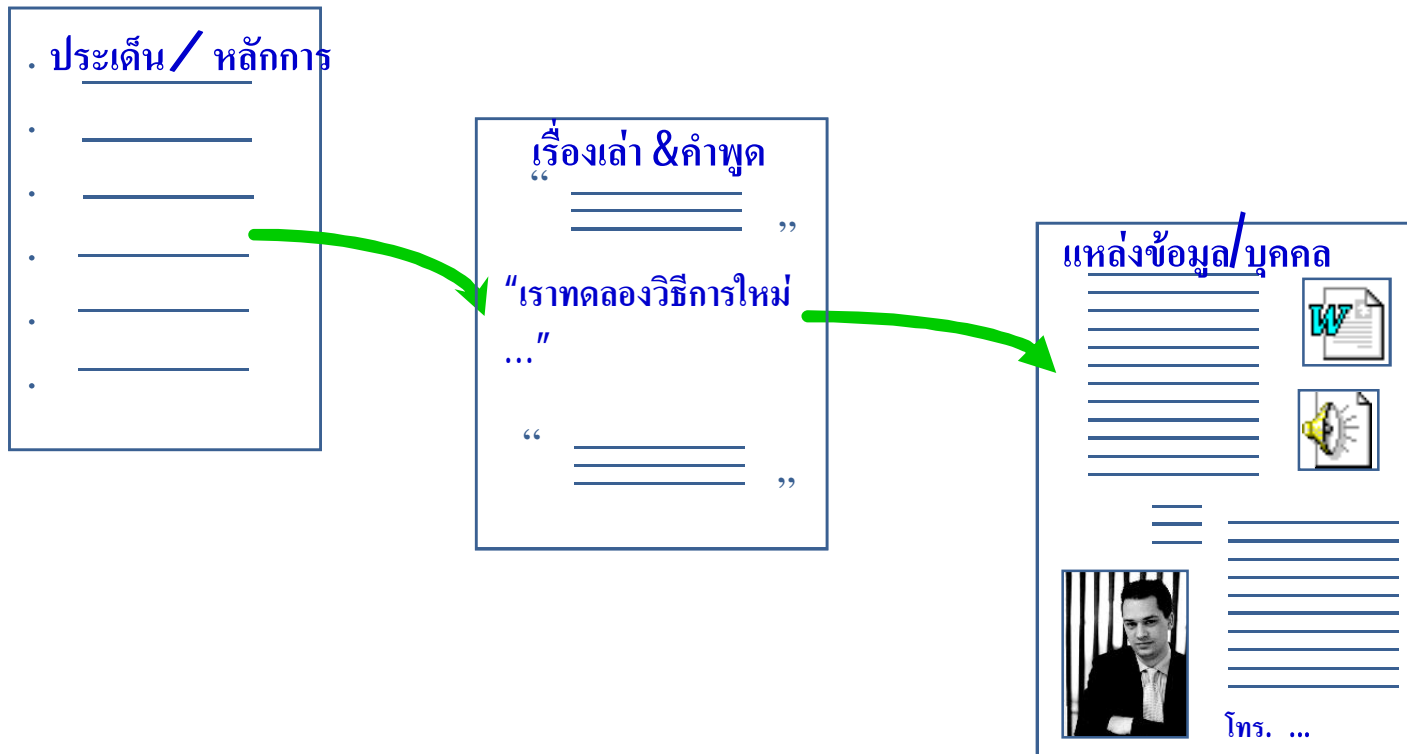 ประเด็น / หลักการ
เรื่องเล่า &คำพูด
“
”
“เราทดลองวิธีการใหม่
...”
“
”
แหล่งข้อมูล/บุคคล
W
โทร. ...